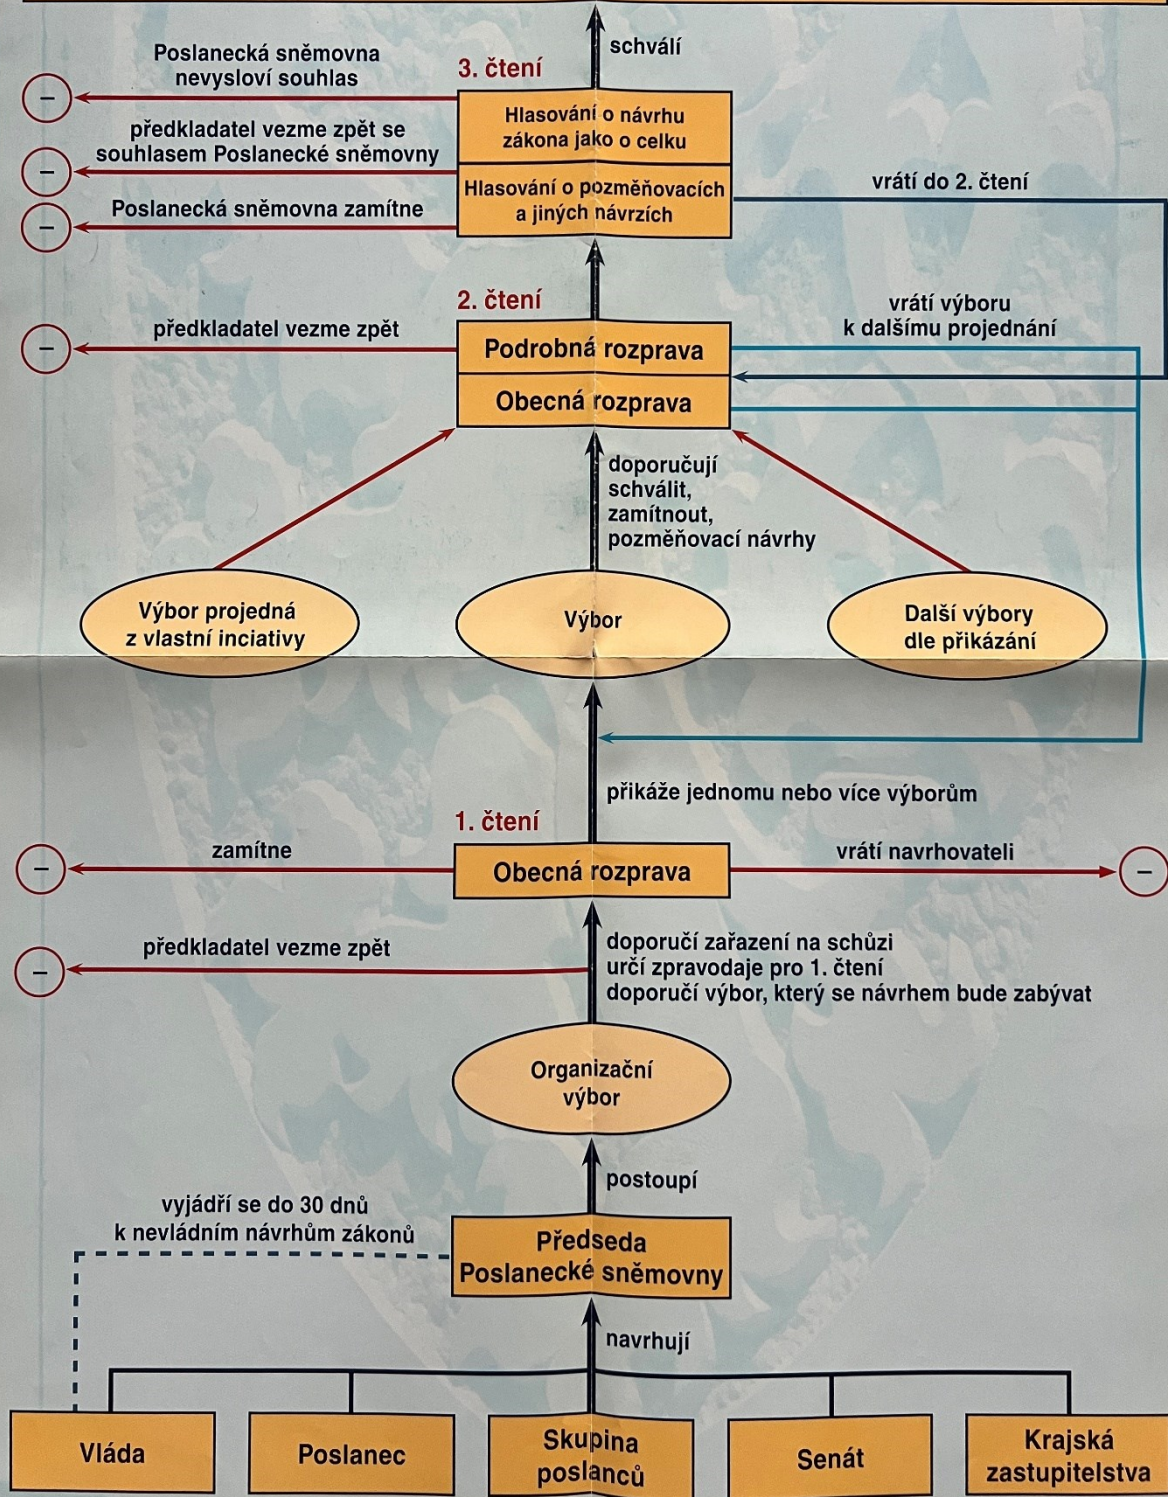 schválí
Poslanecká sněmovna
nevysloví souhlas
3. čtení
Hlasování o návrhu
zákona jako o celku
předkladatel vezme zpět se
souhlasem Poslanecké sněmovny
Hlasování o pozměňovacích
a jiných návrzích
vrátí do 2. čtení
Poslanecká sněmovna zamítne
2. čtení
vrátí výboru
k dalšímu projednání
předkladatel vezme zpět
Podrobná rozprava
Obecná rozprava
doporučují
schválit,
zamítnout,
pozměňovací návrhy
Výbor projedná
z vlastní inciativy
Výbor
Další výbory
dle přikázání
přikáže jednomu nebo více výborům
1. čtení
zamítne
Obecná rozprava
vrátí navrhovateli
předkladatel vezme zpět
doporučí zařazení na schůzi
určí zpravodaje pro 1. čtení
doporučí výbor, který se návrhem bude zabývat
Organizační
výbor
postoupí
vyjádří se do 30 dnů
k nevládním návrhům zákonů
Předseda
Poslanecké sněmovny
navrhují
Vláda
Poslanec
Skupina
poslanců
Senát
Krajská
zastupitelstva